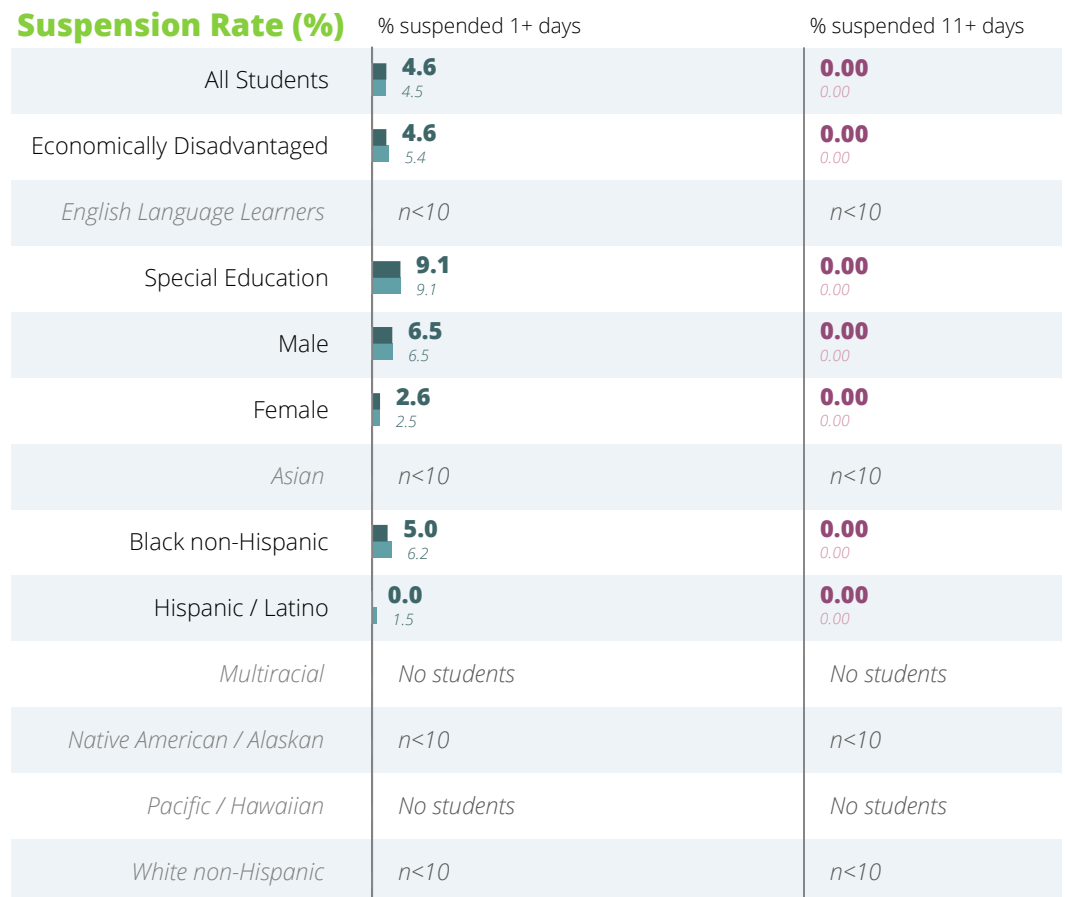 Suspension Rate (%) % suspended 1+ days % suspended 11+ days
All Students 4.6 0.00
4.5 0.00
Economically Disadvantaged 4.6 0.00
5.4 0.00
English Language Learners n<10 n<10
Special Education 9.1 0.00
9.1 0.00
Male 6.5 0.00
6.5 0.00
Female 2.6 0.00
2.5 0.00
Asian n<10 n<10
Black non-Hispanic 5.0 0.00
6.2 0.00
Hispanic / Latino 0.0 0.00
1.5 0.00
Multiracial No students No students
Native American / Alaskan n<10 n<10
Pacific / Hawaiian No students No students
White non-Hispanic n<10 n<10